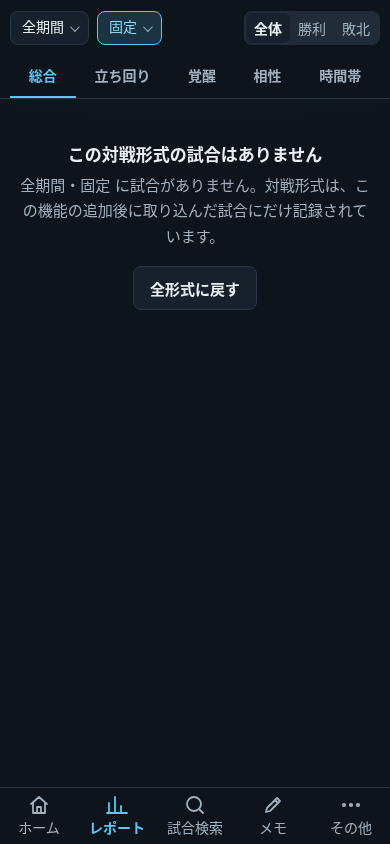 全期間 固定 全体 勝利 敗北
総合 立ち回り 覚醒 相性 時間帯
この対戦形式の試合はありません
全期間・固定 に試合がありません。対戦形式は、こ
の機能の追加後に取り込んだ試合にだけ記録されて
います。
全形式に戻す
ホーム レポート 試合検索 メモ その他